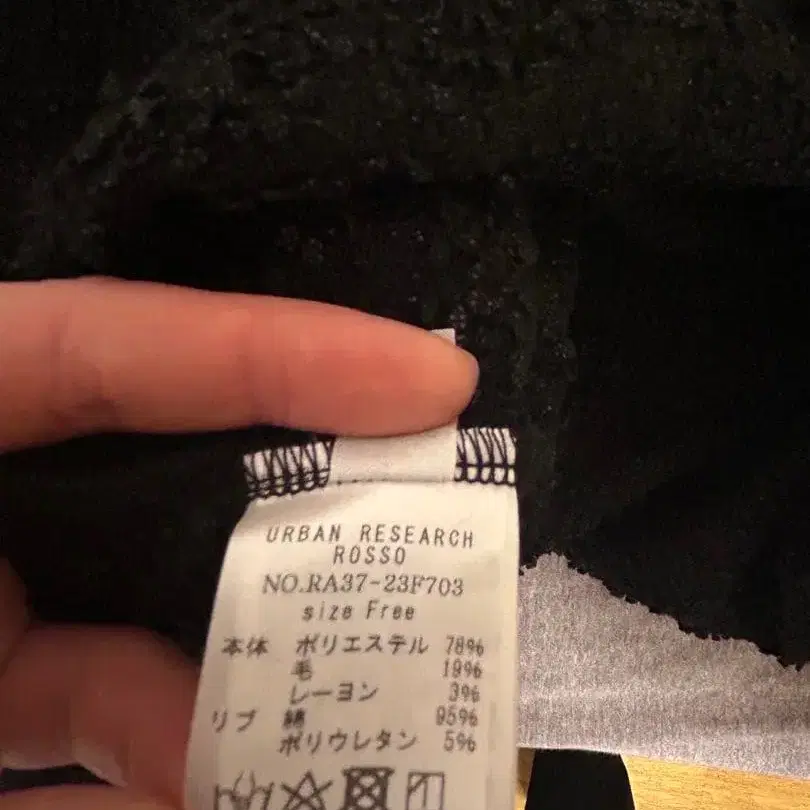 URBAN RESEARCH
ROSSO
NO.RA37-23F703
size Free
本体 ポリエステル 78%
毛 19%
レーヨン 3%
リブ 綿 95%
ポリウレタン 5%